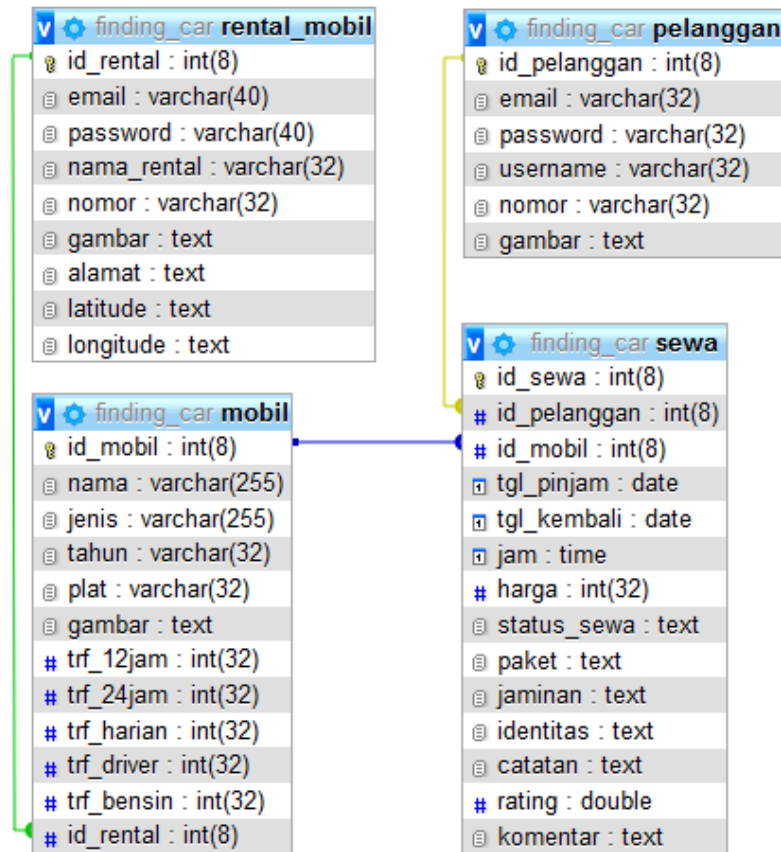 finding_car rental_mobil
id_rental : int(8)
email : varchar(40)
password : varchar(40)
nama_rental : varchar(32)
nomor : varchar(32)
gambar : text
alamat : text
latitude : text
longitude : text
finding_car pelanggan
id_pelanggan : int(8)
email : varchar(32)
password : varchar(32)
username : varchar(32)
nomor : varchar(32)
gambar : text
finding_car mobil
id_mobil : int(8)
nama : varchar(255)
jenis : varchar(255)
tahun : varchar(32)
plat : varchar(32)
gambar : text
trf_12jam : int(32)
trf_24jam : int(32)
trf_harian : int(32)
trf_driver : int(32)
trf_bensin : int(32)
id_rental : int(8)
finding_car sewa
id_sewa : int(8)
id_pelanggan : int(8)
id_mobil : int(8)
tgl_pinjam : date
tgl_kembali : date
jam : time
harga : int(32)
status_sewa : text
paket : text
jaminan : text
identitas : text
catatan : text
rating : double
komentar : text